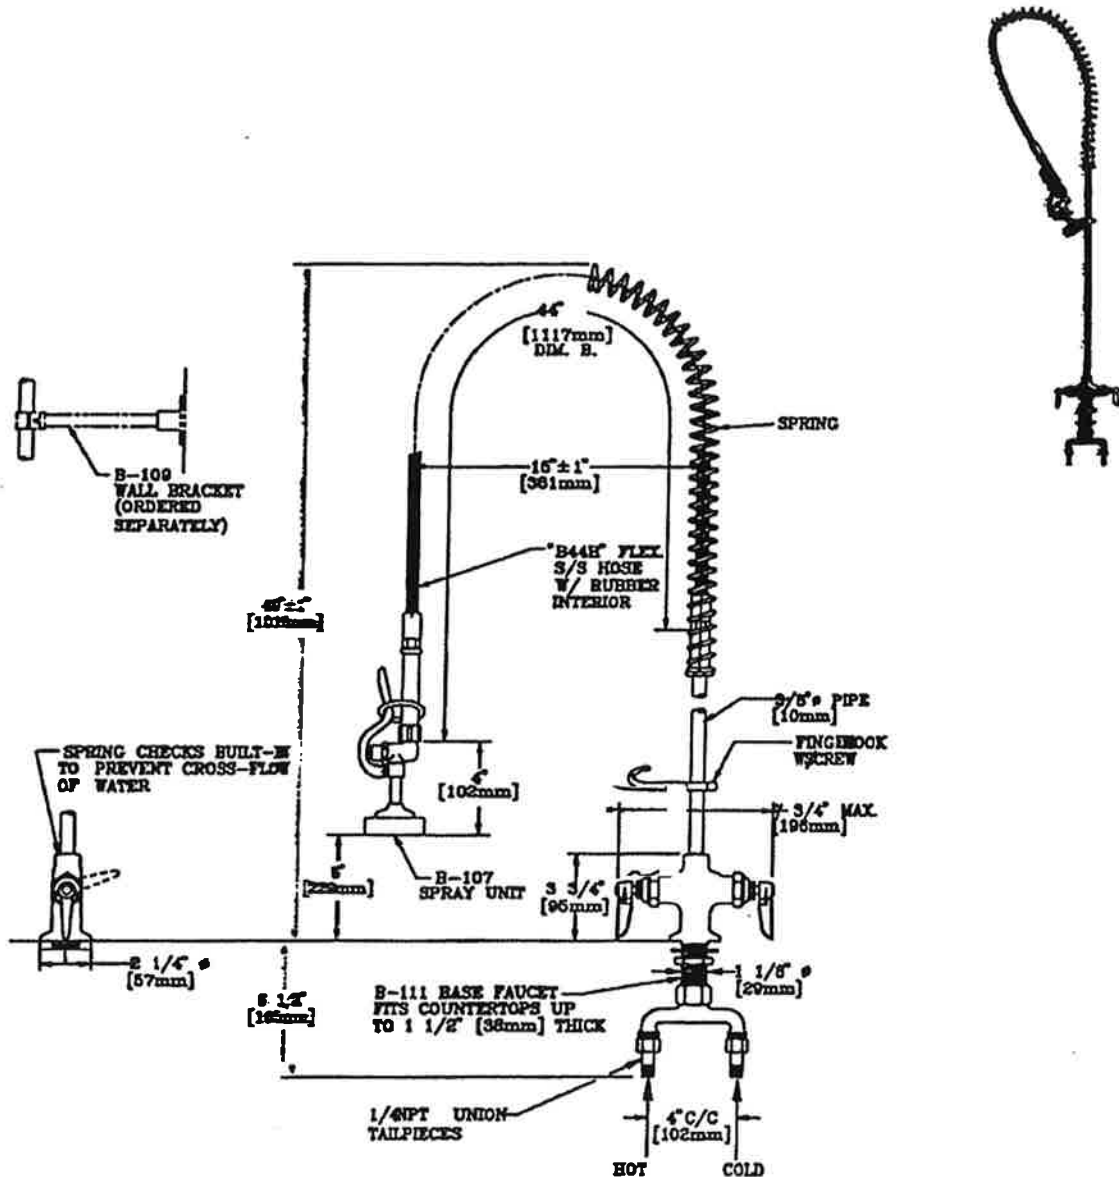 44"
[1117mm]
DIM. B.
SPRING
15"±1"
[381mm]
B-109
WALL BRACKET
(ORDERED
SEPARATELY)
"B44H" FLEX.
S/S HOSE
W/ RUBBER
INTERIOR
3/8"ø PIPE
[10mm]
SPRING CHECKS BUILT-IN
TO PREVENT CROSS-FLOW
OF WATER
4"
[102mm]
3/4" MAX.
[196mm]
[229mm]
B-107
SPRAY UNIT
3 3/4"
[95mm]
2 1/4" ø
[57mm]
1 1/8" ø
[29mm]
B-111 BASE FAUCET
FITS COUNTERTOPS UP
TO 1 1/2" [38mm] THICK
1/4NPT UNION
TAILPIECES
4" C/C
[102mm]
HOT
COLD